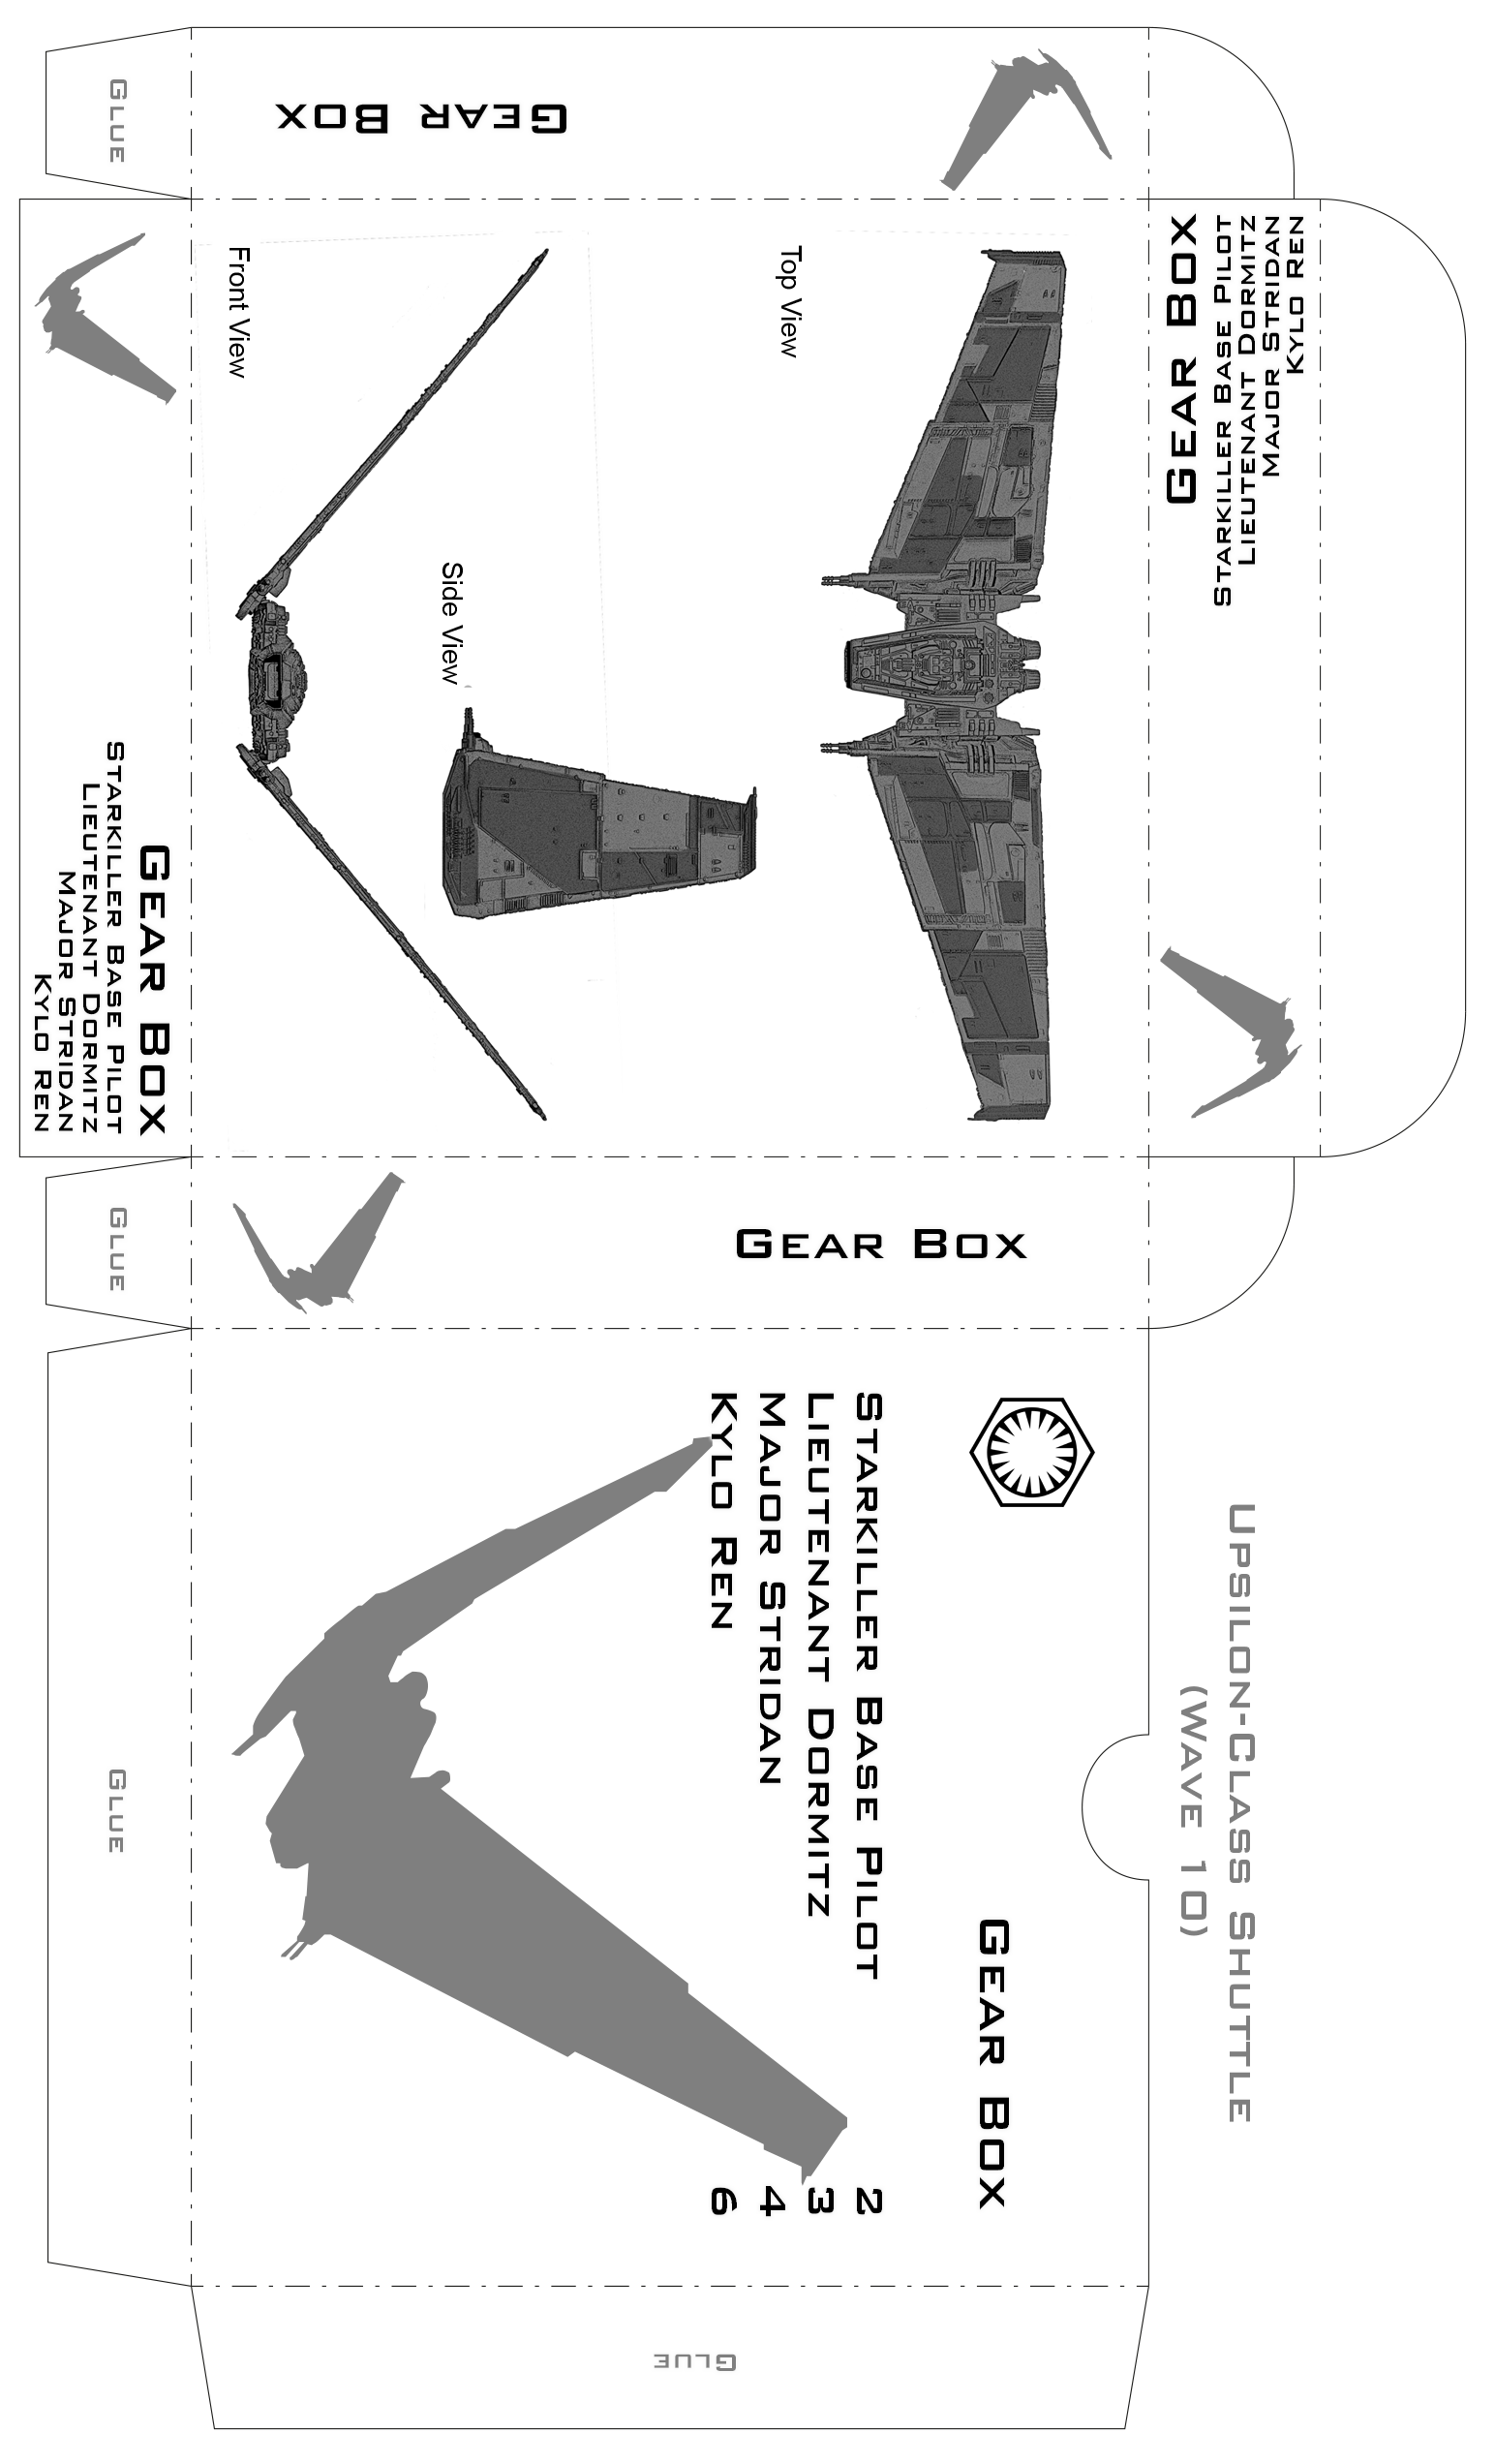 Glue
Gear Box
Gear Box
Starkiller Base Pilot
Lieutenant Dormitz
Major Stridan
Kylo Ren
Front View
Side View
Top View
Gear Box
Starkiller Base Pilot
Lieutenant Dormitz
Major Stridan
Kylo Ren
Glue
Gear Box
Upsilon-Class Shuttle
(Wave 10)
Gear Box
Starkiller Base Pilot 2
Lieutenant Dormitz 3
Major Stridan 4
Kylo Ren 6
Glue
Glue